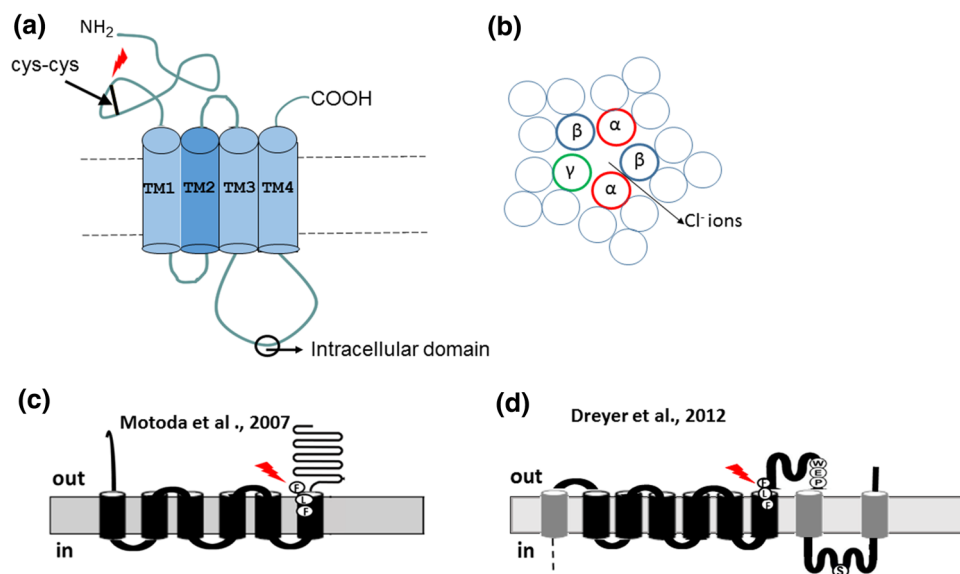 (a)
NH2
cys-cys
COOH
TM1 TM2 TM3 TM4
Intracellular domain
(b)
β α
β
γ
α
Cl- ions
(c)
Motoda et al ., 2007
out
F
L
F
in
(d)
Dreyer et al., 2012
out
F
L
F
W
E
P
in
S